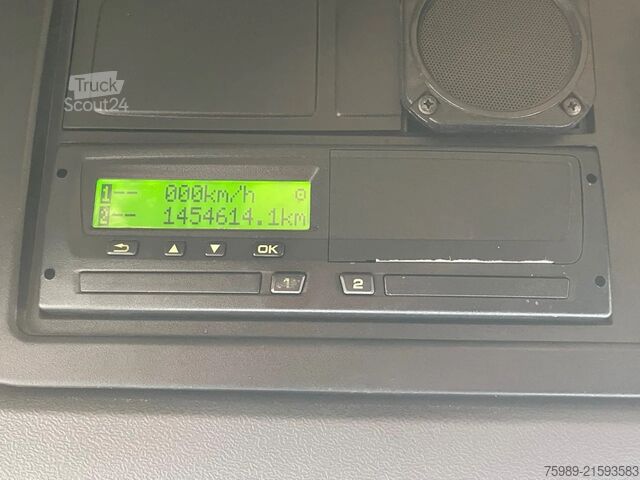 Truck
Scout24
1 -- 000km/h
2 -- 1454614.1km
OK
1 2
75989-21593583